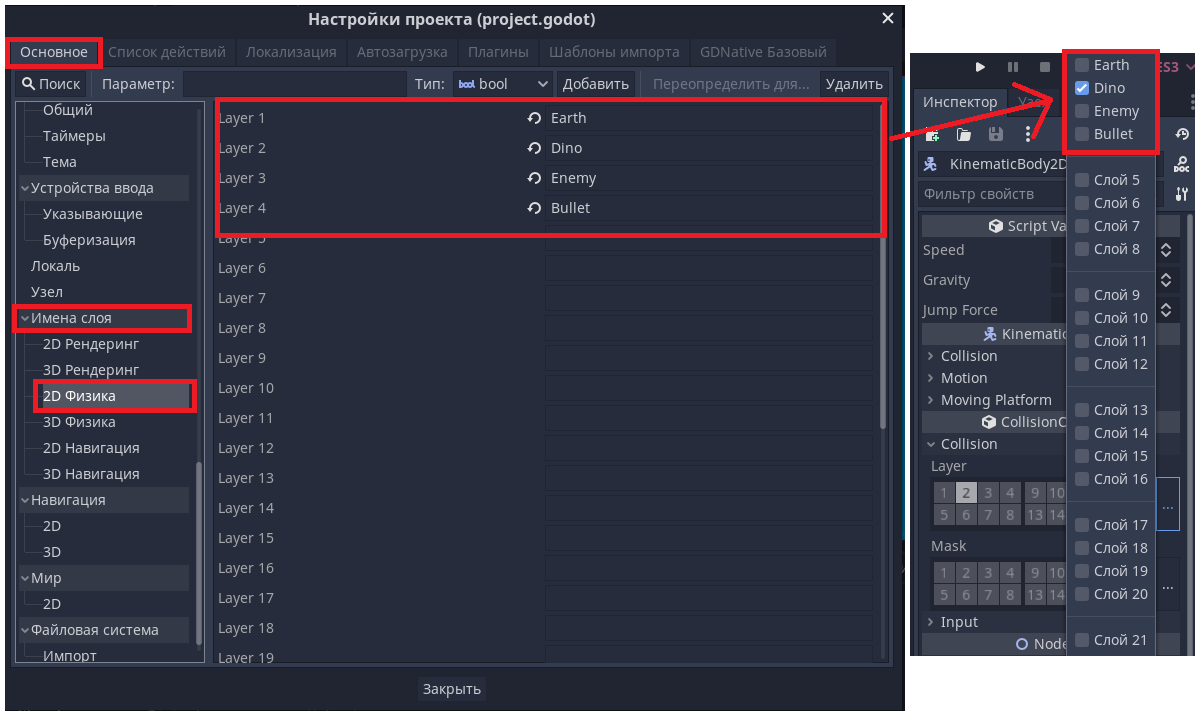 Настройки проекта (project.godot)
Основное Список действий Локализация Автозагрузка Плагины Шаблоны импорта GDNative Базовый
Поиск Параметр: Тип: bool Добавить Переопределить для... Удалить
Общий
Таймеры
Тема
Устройства ввода
Указывающие
Буферизация
Локаль
Узел
Имена слоя
2D Рендеринг
3D Рендеринг
2D Физика
3D Физика
2D Навигация
3D Навигация
Навигация
2D
3D
Мир
2D
Файловая система
Импорт
Layer 1 Earth
Layer 2 Dino
Layer 3 Enemy
Layer 4 Bullet
Layer 5
Layer 6
Layer 7
Layer 8
Layer 9
Layer 10
Layer 11
Layer 12
Layer 13
Layer 14
Layer 15
Layer 16
Layer 17
Layer 18
Layer 19
Закрыть
ES3
Инспектор
KinematicBody2D
DOC
Фильтр свойств
Script Va
Speed
Gravity
Jump Force
Kinematic
Collision
Motion
Moving Platform
CollisionO
Collision
Layer
1 2 3 4 9 10
5 6 7 8 13 14
...
Mask
1 2 3 4 9 10
5 6 7 8 13 14
...
Input
Node
Earth
Dino
Enemy
Bullet
Слой 5
Слой 6
Слой 7
Слой 8
Слой 9
Слой 10
Слой 11
Слой 12
Слой 13
Слой 14
Слой 15
Слой 16
Слой 17
Слой 18
Слой 19
Слой 20
Слой 21